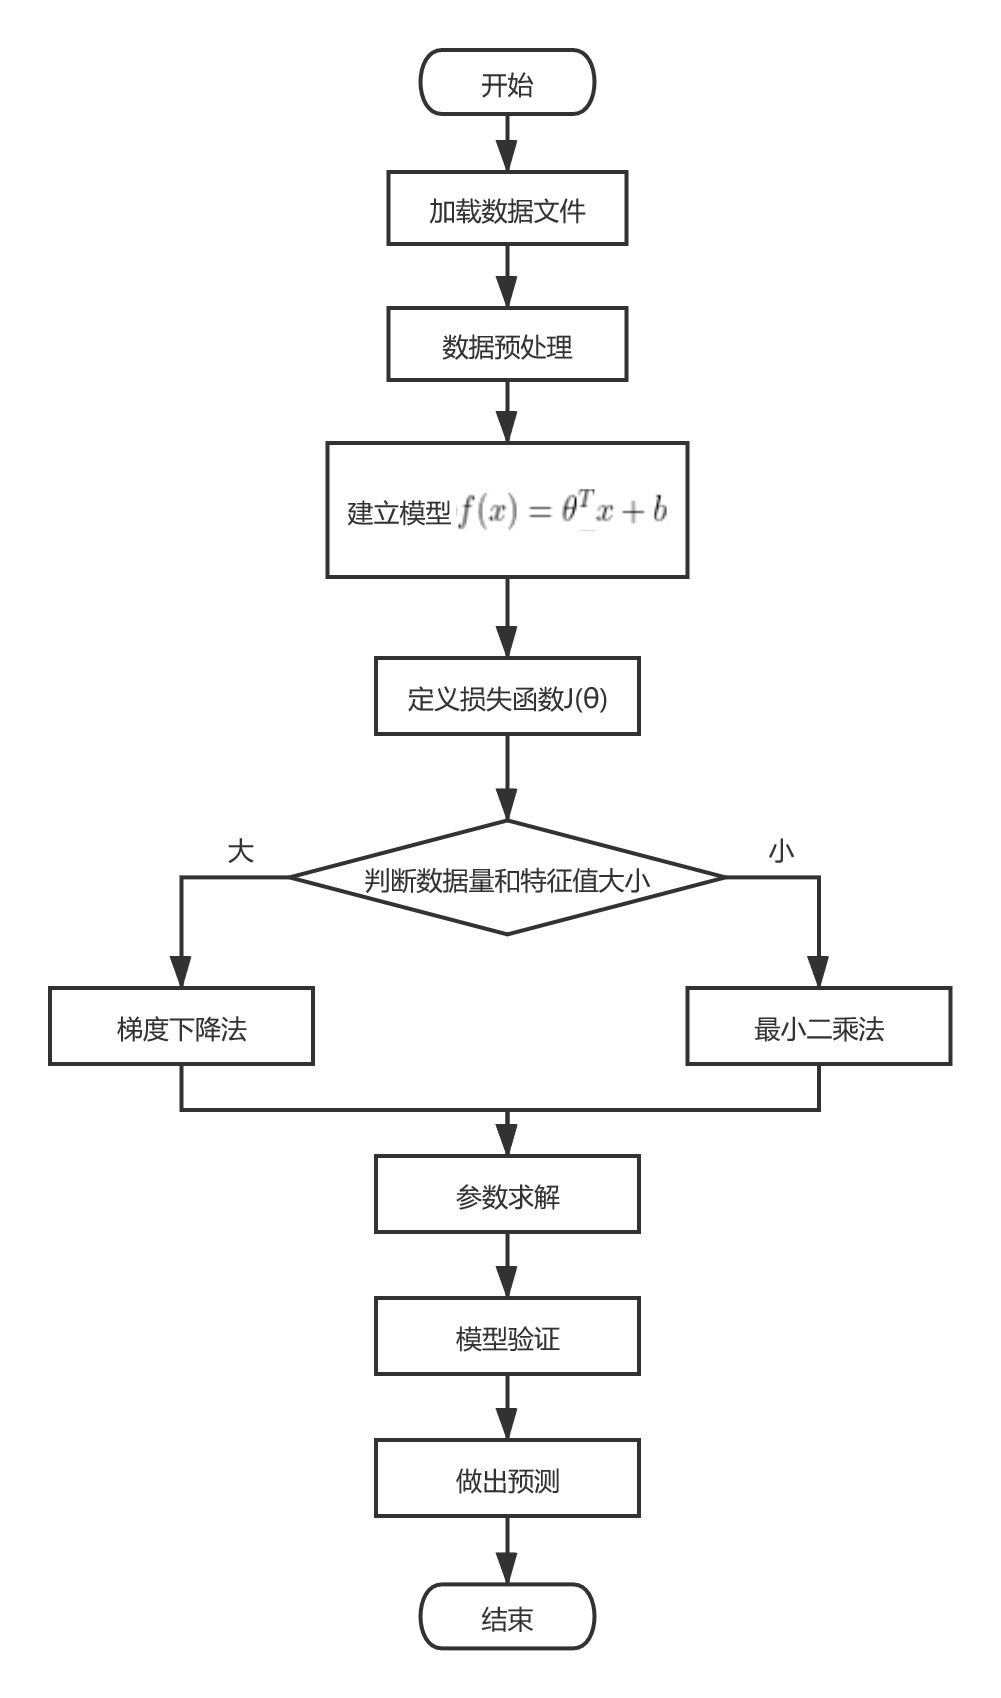 开始
加载数据文件
数据预处理
建立模型 f(x) = θ^T x + b
定义损失函数J(θ)
大
小
判断数据量和特征值大小
梯度下降法
最小二乘法
参数求解
模型验证
做出预测
结束